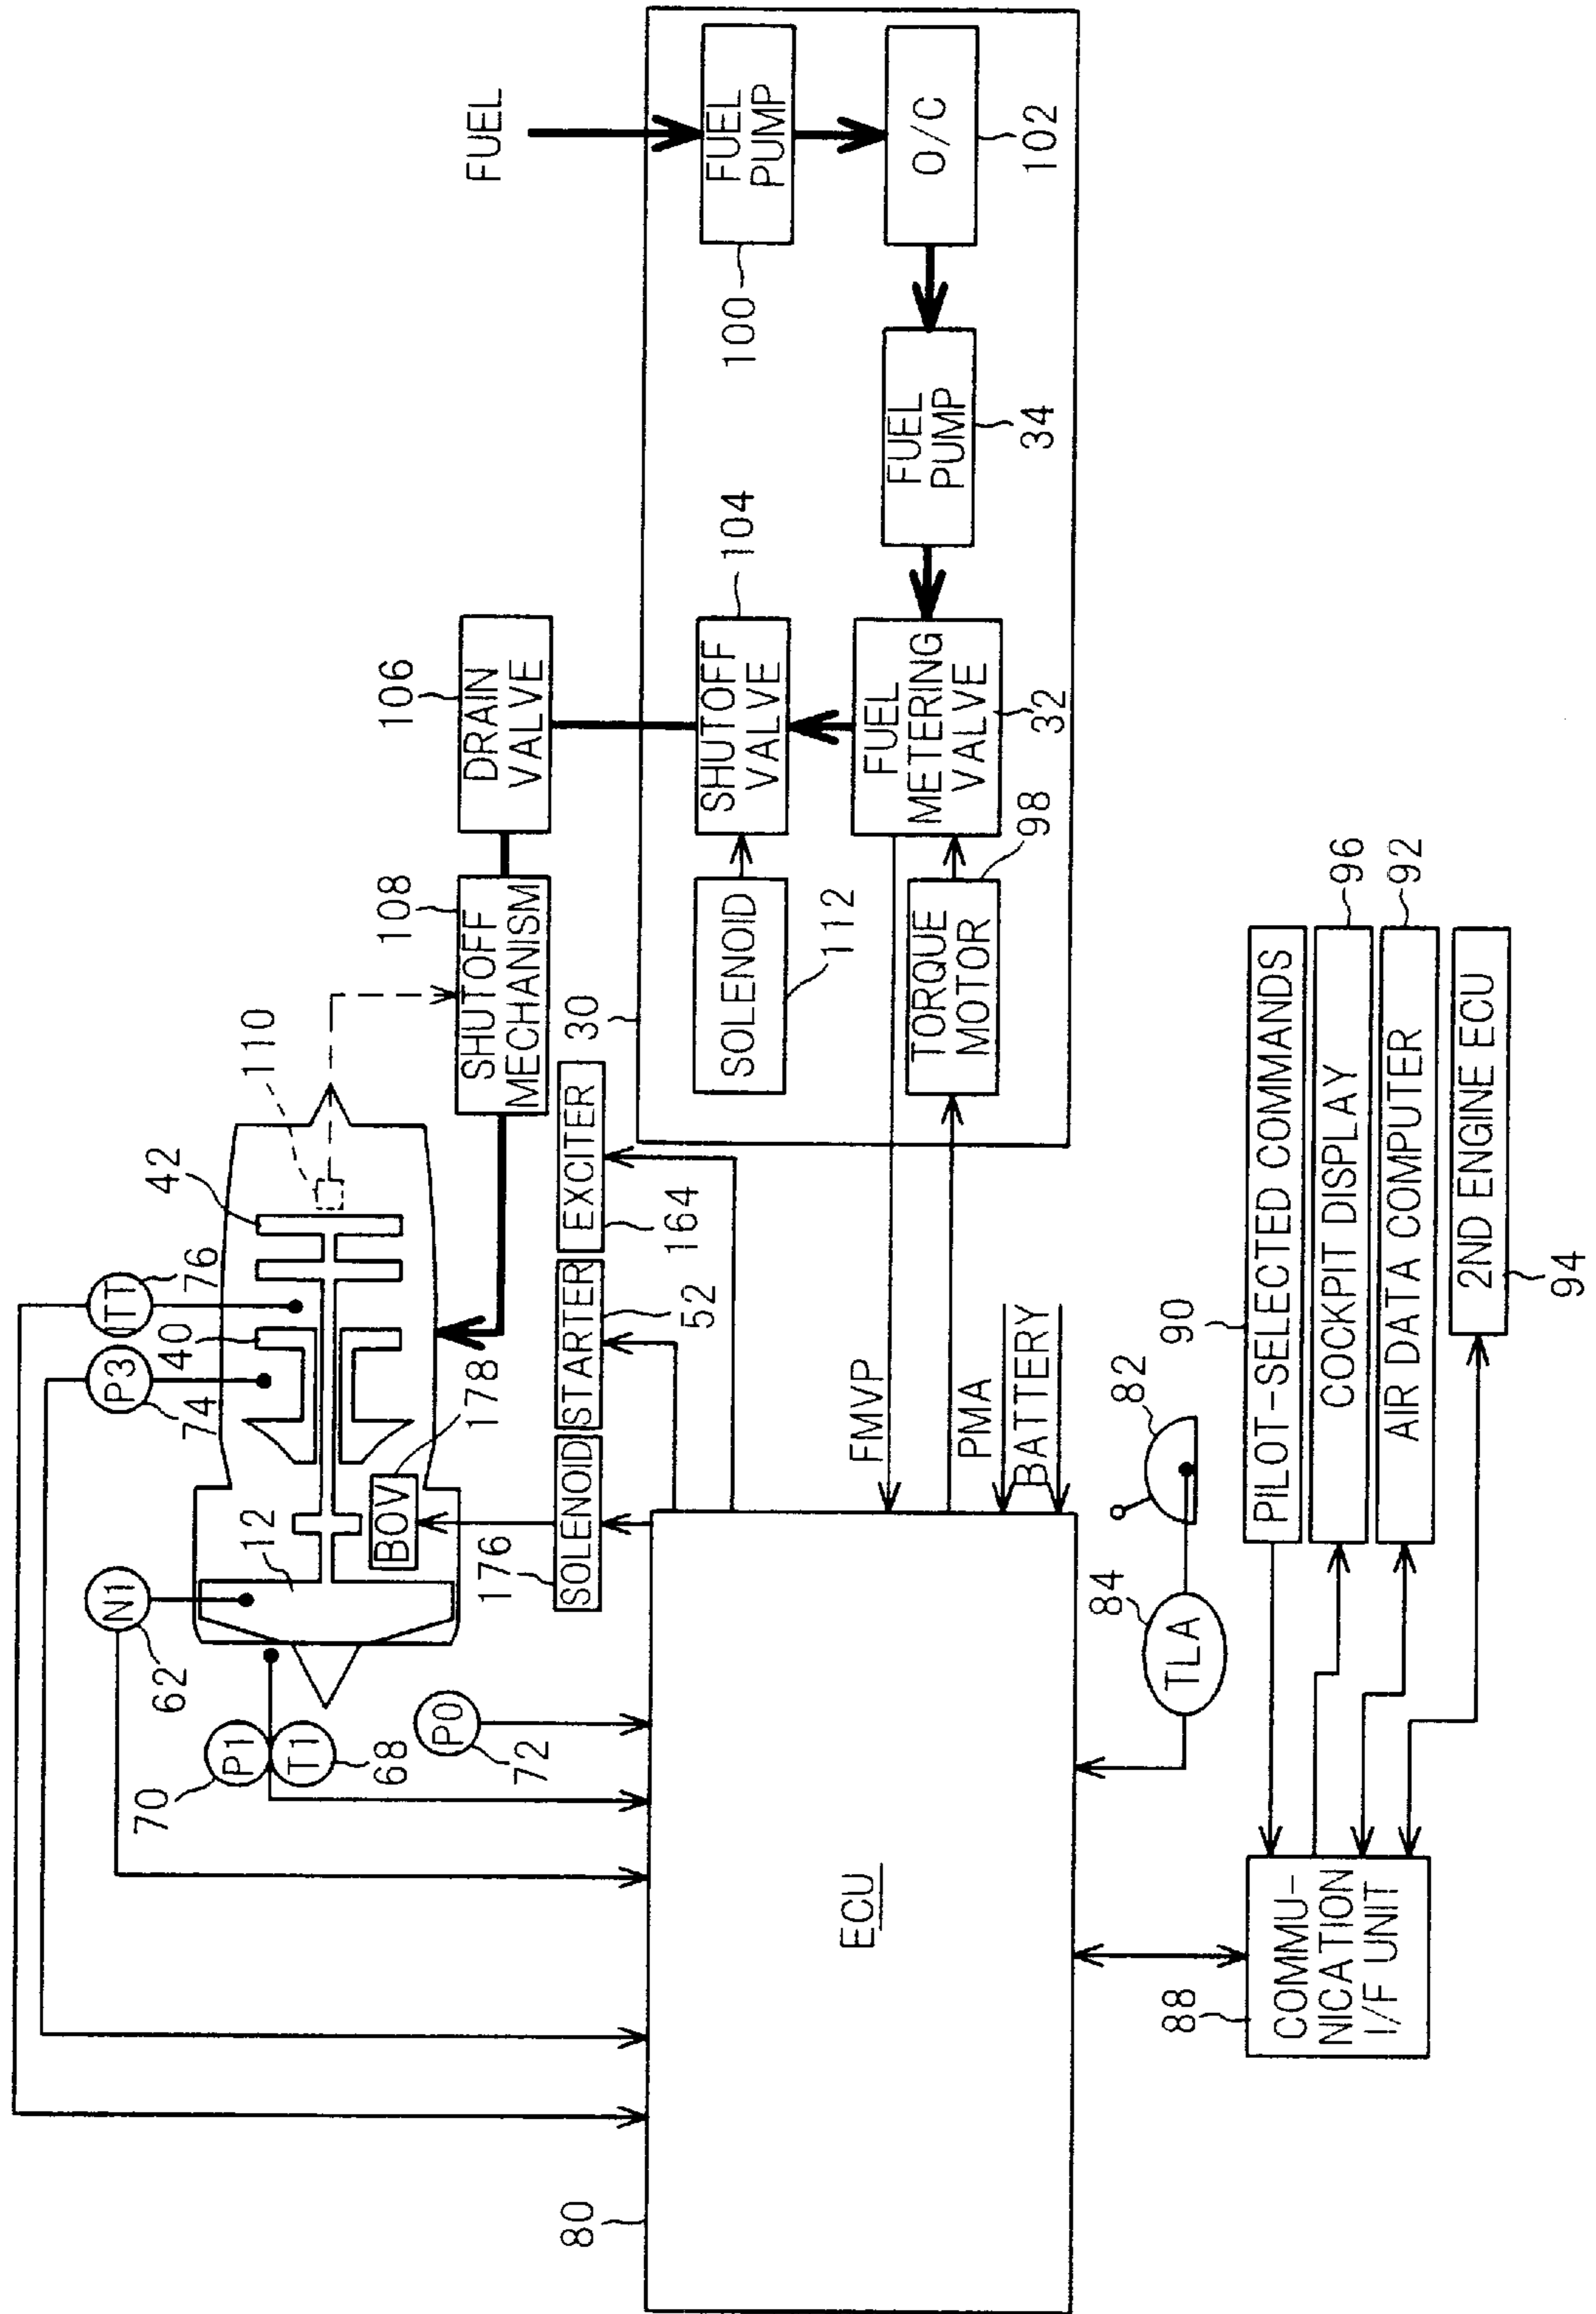 ITT
76
P3
74
40
42
110
N1
62
12
P1
70
T1
68
P0
72
BOV
178
176
SOLENOID
STARTER
52
EXCITER
164
30
108
SHUTOFF
MECHANISM
106
DRAIN
VALVE
FUEL
FUEL
PUMP
100
O/C
102
FUEL
PUMP
34
104
SHUTOFF
VALVE
FUEL
METERING
VALVE
32
SOLENOID
112
TORQUE
MOTOR
98
80
ECU
FMVP
PMA
BATTERY
82
84
TLA
88
COMMU-
NICATION
I/F UNIT
90
PILOT-SELECTED COMMANDS
COCKPIT DISPLAY
96
AIR DATA COMPUTER
92
2ND ENGINE ECU
94